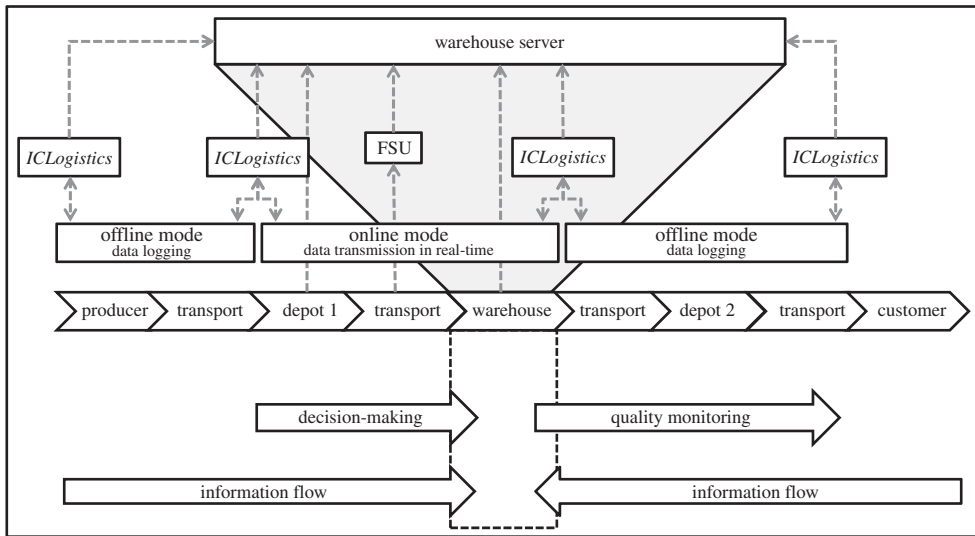 warehouse server
ICLogistics
ICLogistics
FSU
ICLogistics
ICLogistics
offline mode
data logging
online mode
data transmission in real-time
offline mode
data logging
producer
transport
depot 1
transport
warehouse
transport
depot 2
transport
customer
decision-making
quality monitoring
information flow
information flow